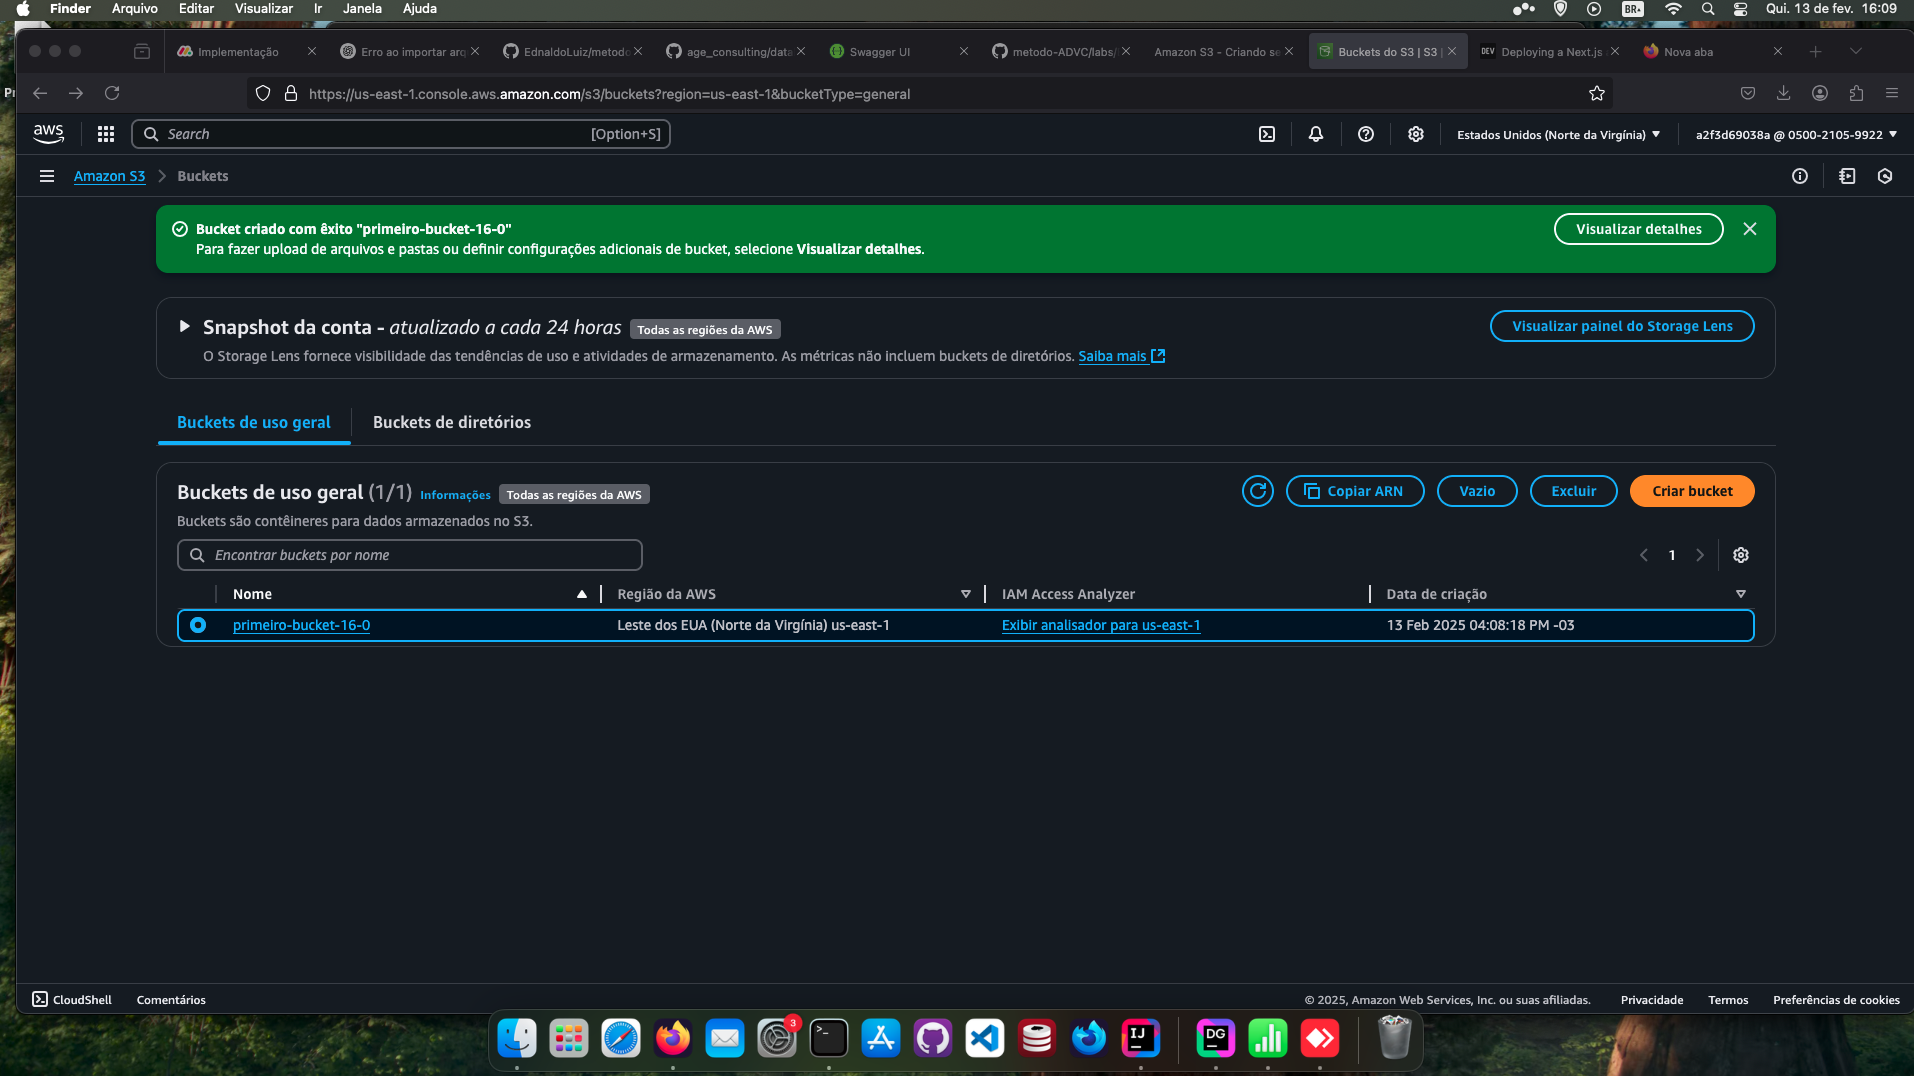 Finder Arquivo Editar Visualizar Ir Janela Ajuda BR Qui. 13 de fev. 16:09
Implementação Erro ao importar arq EdnaldoLuiz/metodo age_consulting/data Swagger UI metodo-ADVC/labs/ Amazon S3 - Criando se Buckets do S3 | S3 | DEV Deploying a Next.js Nova aba
https://us-east-1.console.aws.amazon.com/s3/buckets?region=us-east-1&bucketType=general
aws Search [Option+S] Estados Unidos (Norte da Virgínia) a2f3d69038a @ 0500-2105-9922
Amazon S3 Buckets
Bucket criado com êxito "primeiro-bucket-16-0"
Para fazer upload de arquivos e pastas ou definir configurações adicionais de bucket, selecione Visualizar detalhes.
Visualizar detalhes
Snapshot da conta - atualizado a cada 24 horas Todas as regiões da AWS
O Storage Lens fornece visibilidade das tendências de uso e atividades de armazenamento. As métricas não incluem buckets de diretórios. Saiba mais
Visualizar painel do Storage Lens
Buckets de uso geral Buckets de diretórios
Buckets de uso geral (1/1) Informações Todas as regiões da AWS
Copiar ARN Vazio Excluir Criar bucket
Buckets são contêineres para dados armazenados no S3.
Encontrar buckets por nome 1
Nome Região da AWS IAM Access Analyzer Data de criação
primeiro-bucket-16-0 Leste dos EUA (Norte da Virgínia) us-east-1 Exibir analisador para us-east-1 13 Feb 2025 04:08:18 PM -03
CloudShell Comentários © 2025, Amazon Web Services, Inc. ou suas afiliadas. Privacidade Termos Preferências de cookies
3
IJ DG